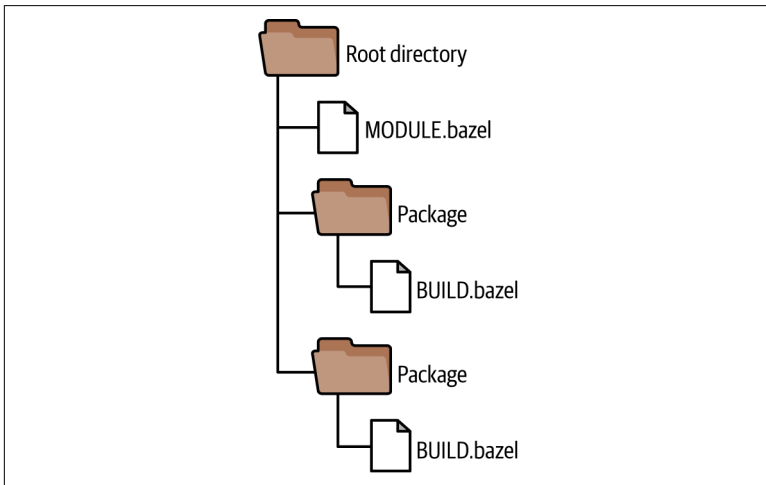 Root directory
MODULE.bazel
Package
BUILD.bazel
Package
BUILD.bazel